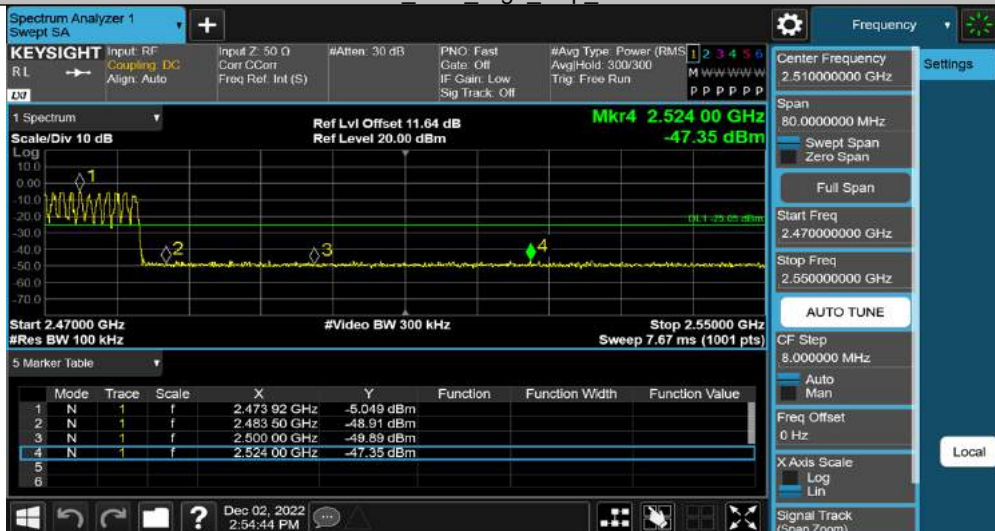 Spectrum Analyzer 1
Swept SA
Frequency
KEYSIGHT
RL
LXI
Input: RF
Coupling: DC
Align: Auto
Input Z: 50 Ω
Corr CCorr
Freq Ref: Int (S)
#Atten: 30 dB
PNO: Fast
Gate: Off
IF Gain: Low
Sig Track: Off
#Avg Type: Power (RMS
Avg|Hold: 300/300
Trig: Free Run
1 2 3 4 5 6
M W W W W W
P P P P P P
1 Spectrum
Scale/Div 10 dB
Ref Lvl Offset 11.64 dB
Ref Level 20.00 dBm
Mkr4 2.524 00 GHz
-47.35 dBm
Log
10.0
0.00
-10.0
-20.0
-30.0
-40.0
-50.0
-60.0
-70.0
1
2
3
4
DL1 -25.05 dBm
Start 2.47000 GHz
#Video BW 300 kHz
Stop 2.55000 GHz
#Res BW 100 kHz
Sweep 7.67 ms (1001 pts)
5 Marker Table
Mode Trace Scale X Y Function Function Width Function Value
1 N 1 f 2.473 92 GHz -5.049 dBm
2 N 1 f 2.483 50 GHz -48.91 dBm
3 N 1 f 2.500 00 GHz -49.89 dBm
4 N 1 f 2.524 00 GHz -47.35 dBm
5
6
Dec 02, 2022
2:54:44 PM
Center Frequency
2.510000000 GHz
Settings
Span
80.0000000 MHz
Swept Span
Zero Span
Full Span
Start Freq
2.470000000 GHz
Stop Freq
2.550000000 GHz
AUTO TUNE
CF Step
8.000000 MHz
Auto
Man
Freq Offset
0 Hz
X Axis Scale
Log
Lin
Local
Signal Track
(Span Zoom)